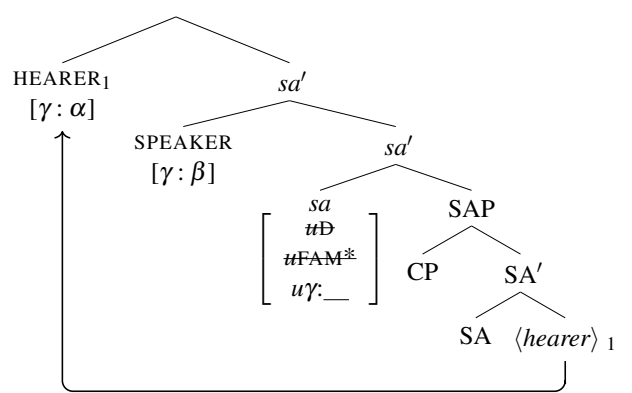 HEARER₁
[γ : α]
sa′
SPEAKER
[γ : β]
sa′
sa
uD
uFAM*
uγ:__
SAP
CP
SA′
SA
⟨hearer⟩ ₁